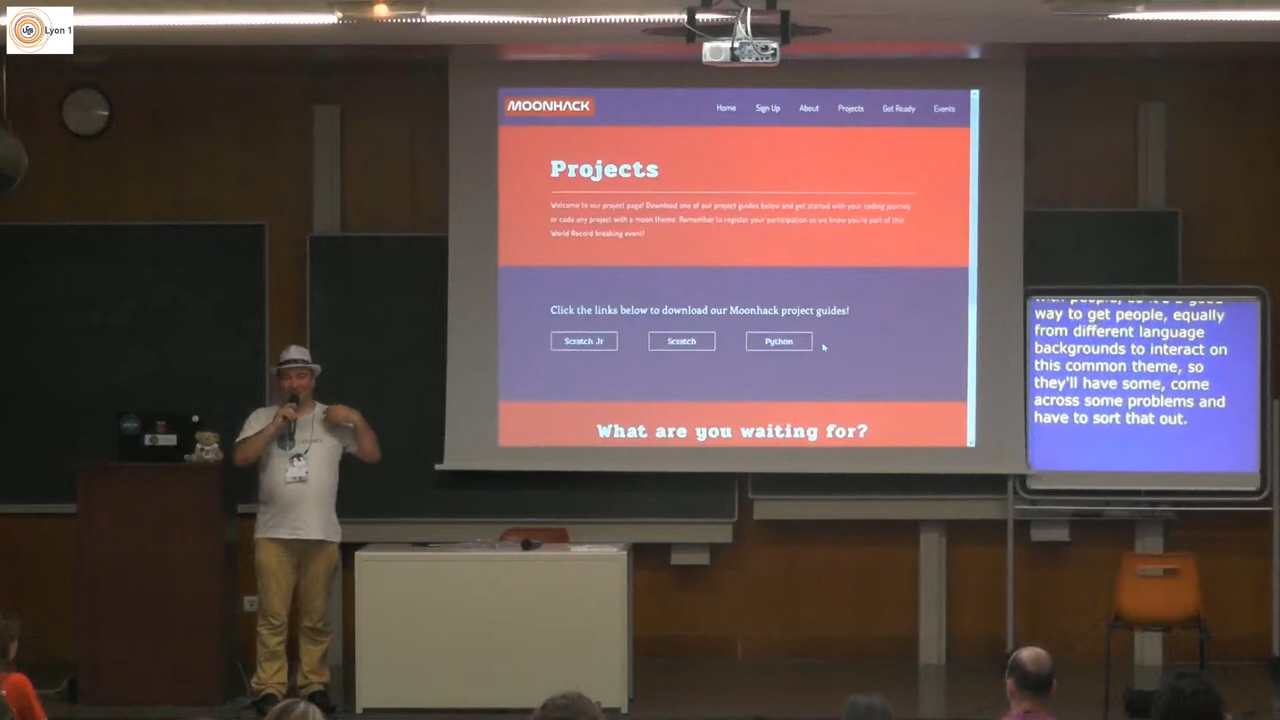 Lyon 1
MOONHACK
Home Sign Up About Projects Get Ready Events
Projects
Welcome to our project page! Download one of our project guides below and get started with your coding journey
or code any project with a moon theme. Remember to register your participation so we know you're part of this
World Record breaking event!
Click the links below to download our Moonhack project guides!
Scratch Jr Scratch Python
What are you waiting for?
with people, so it's a good
way to get people, equally
from different language
backgrounds to interact on
this common theme, so
they'll have some, come
across some problems and
have to sort that out.